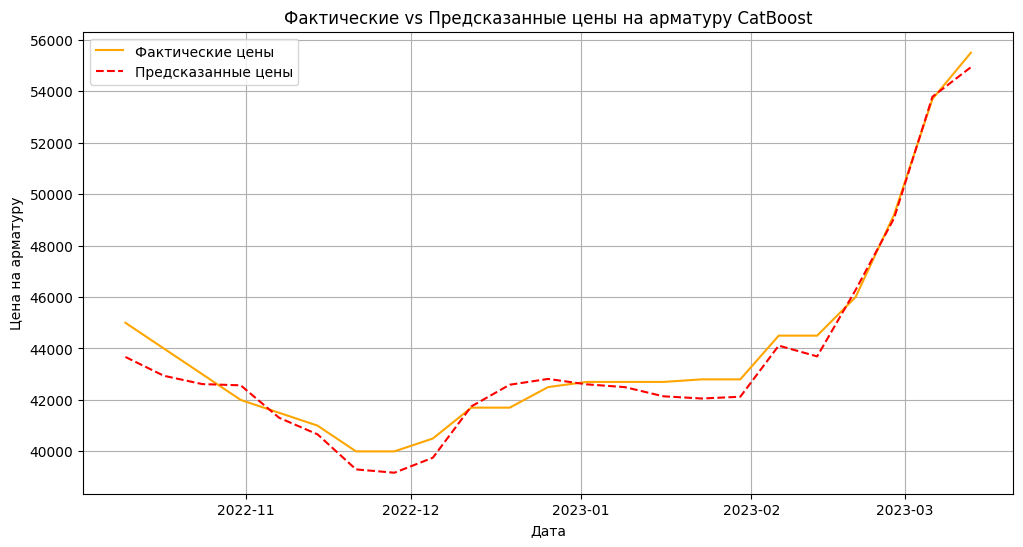 Фактические vs Предсказанные цены на арматуру CatBoost
Фактические цены
Предсказанные цены
Цена на арматуру
56000
54000
52000
50000
48000
46000
44000
42000
40000
2022-11
2022-12
2023-01
2023-02
2023-03
Дата